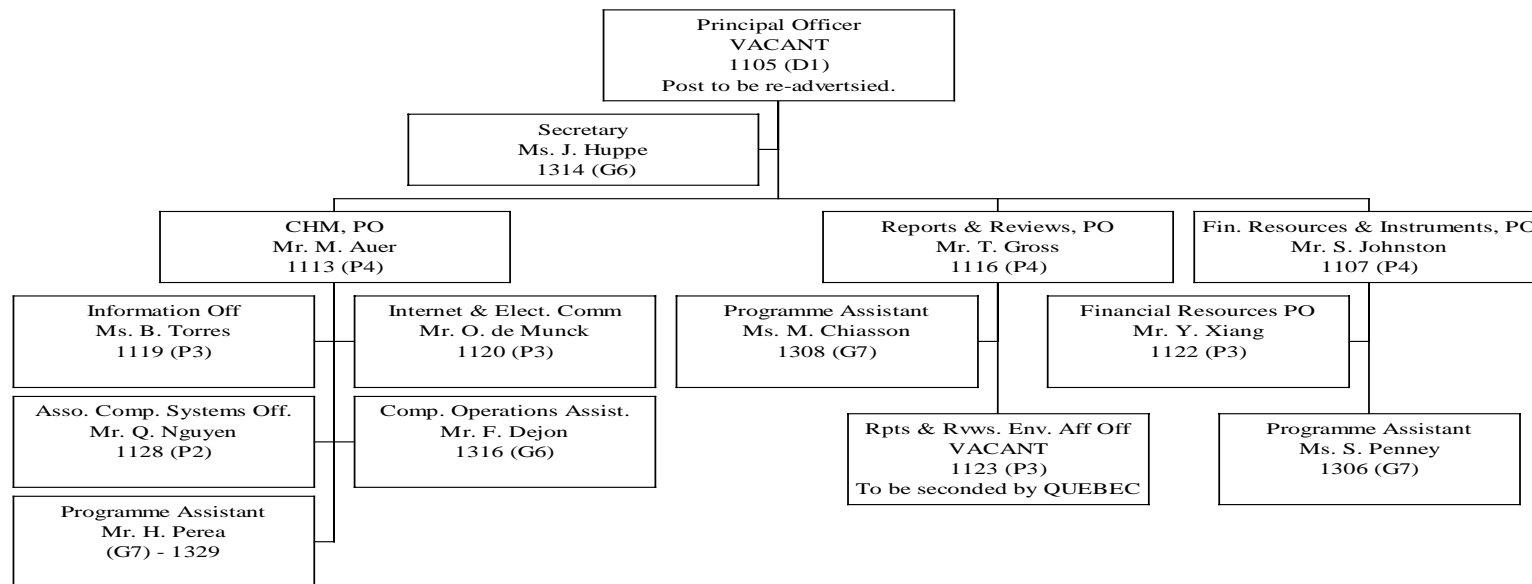 Principal Officer
VACANT
1105 (D1)
Post to be re-advertsied.
Secretary
Ms. J. Huppe
1314 (G6)
CHM, PO
Mr. M. Auer
1113 (P4)
Reports & Reviews, PO
Mr. T. Gross
1116 (P4)
Fin. Resources & Instruments, PO
Mr. S. Johnston
1107 (P4)
Information Off
Ms. B. Torres
1119 (P3)
Internet & Elect. Comm
Mr. O. de Munck
1120 (P3)
Programme Assistant
Ms. M. Chiasson
1308 (G7)
Financial Resources PO
Mr. Y. Xiang
1122 (P3)
Asso. Comp. Systems Off.
Mr. Q. Nguyen
1128 (P2)
Comp. Operations Assist.
Mr. F. Dejon
1316 (G6)
Rpts & Rvws. Env. Aff Off
VACANT
1123 (P3)
To be seconded by QUEBEC
Programme Assistant
Ms. S. Penney
1306 (G7)
Programme Assistant
Mr. H. Perea
(G7) - 1329